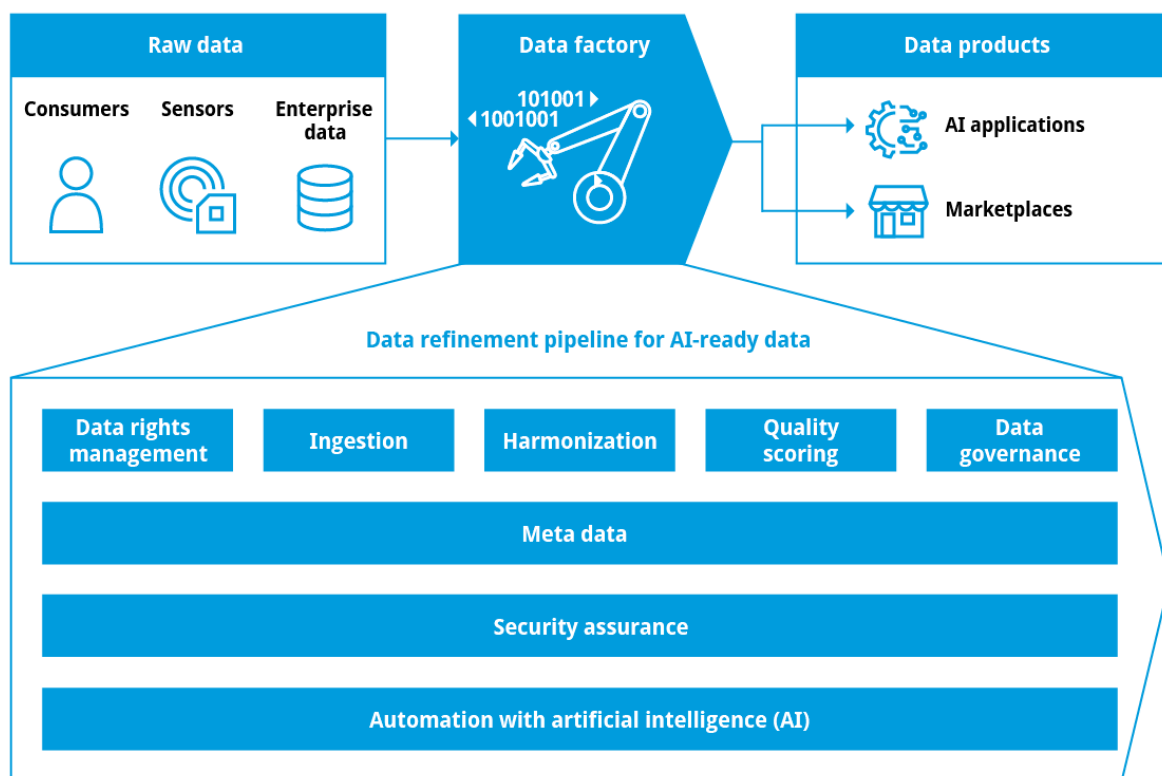 Raw data
Consumers
Sensors
Enterprise
data
Data factory
101001
1001001
Data products
AI applications
Marketplaces
Data refinement pipeline for AI-ready data
Data rights
management
Ingestion
Harmonization
Quality
scoring
Data
governance
Meta data
Security assurance
Automation with artificial intelligence (AI)